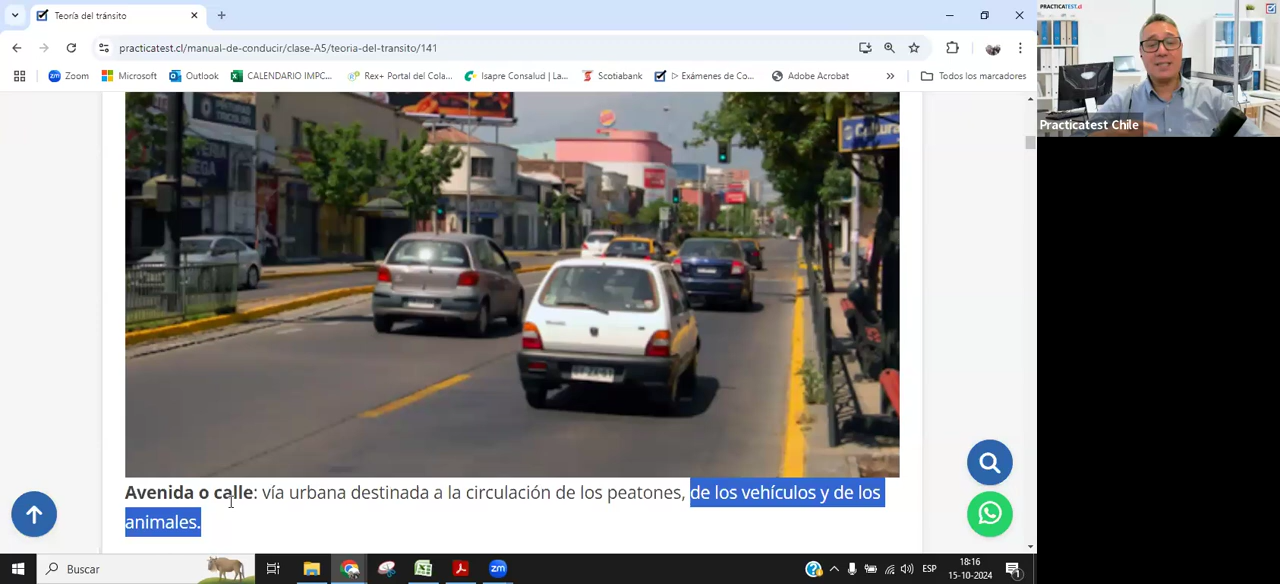 Teoría del tránsito
practicatest.cl/manual-de-conducir/clase-A5/teoria-del-transito/141
Zoom
Microsoft
Outlook
CALENDARIO IMPC...
Rex+ Portal del Cola...
Isapre Consalud | La...
Scotiabank
Exámenes de Co...
Adobe Acrobat
Todos los marcadores
PRACTICATEST.cl
Practicatest Chile
Cultura
Avenida o calle: vía urbana destinada a la circulación de los peatones, de los vehículos y de los
animales.
Buscar
ESP
18:16
15-10-2024